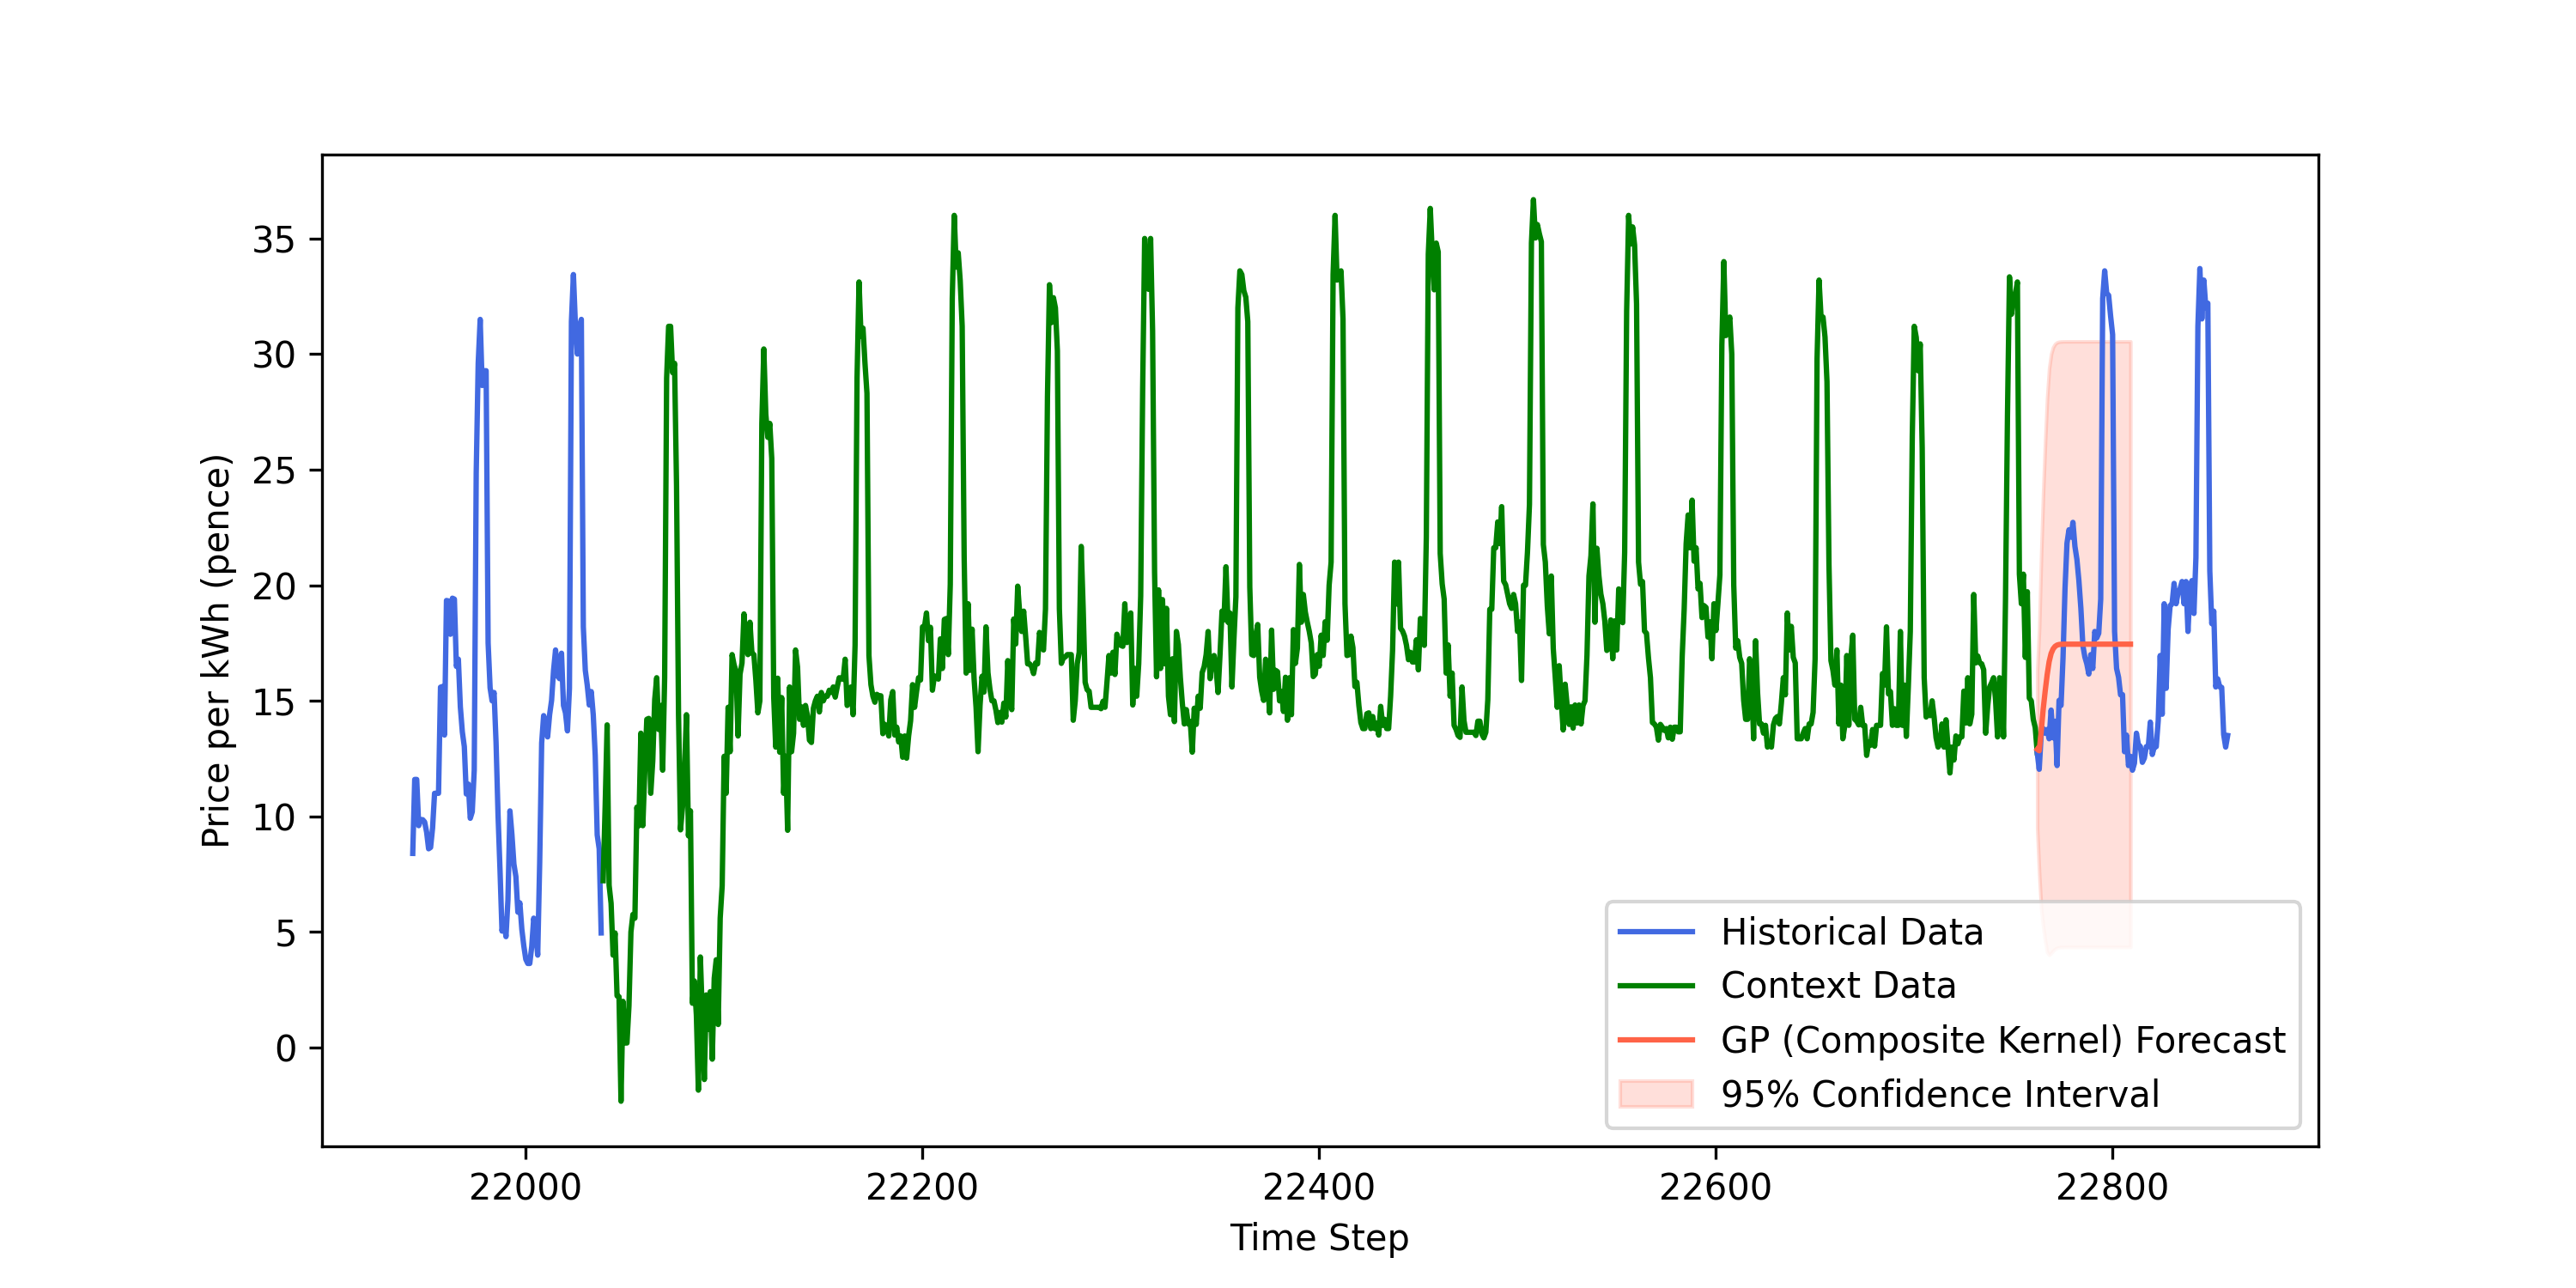 35
30
25
20
15
10
5
0
Price per kWh (pence)
22000
22200
22400
22600
22800
Time Step
Historical Data
Context Data
GP (Composite Kernel) Forecast
95% Confidence Interval